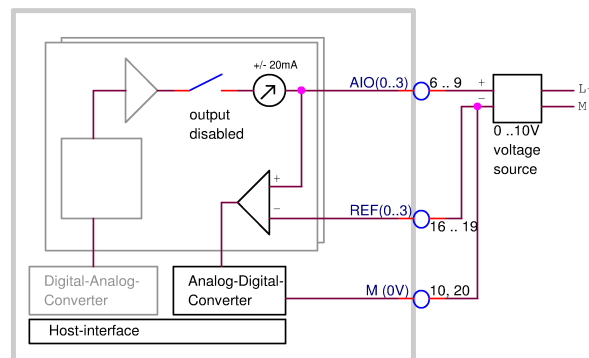 +/- 20mA
AIO(0..3)
6 .. 9
+
−
L
M
output
disabled
0 ..10V
voltage
source
+
−
REF(0..3)
16 .. 19
Digital-Analog-
Converter
Analog-Digital-
Converter
M (0V)
10, 20
Host-interface